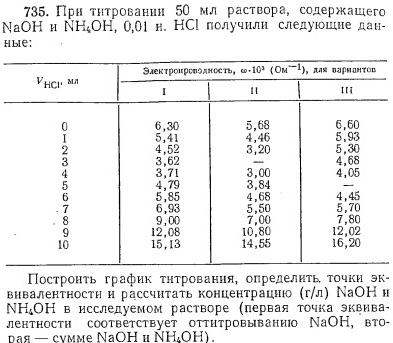 735. При титровании 50 мл раствора, содержащего
NaOH и NH₄OH, 0,01 н. HCl получили следующие дан-
ные:
V HCl, мл
Электропроводность, ω·10³ (Ом⁻¹), для вариантов
I II III
0 6,30 5,68 6,60
1 5,41 4,46 5,93
2 4,52 3,20 5,30
3 3,62 — 4,68
4 3,71 3,00 4,05
5 4,79 3,84 —
6 5,85 4,68 4,45
7 6,93 5,50 5,70
8 9,00 7,00 7,80
9 12,08 10,80 12,02
10 15,13 14,55 16,20
Построить график титрования, определить точки эк-
вивалентности и рассчитать концентрацию (г/л) NaOH и
NH₄OH в исследуемом растворе (первая точка эквива-
лентности соответствует оттитровыванию NaOH, вто-
рая — сумме NaOH и NH₄OH).